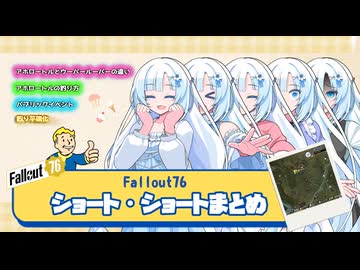 アホロートルとウーパールーパーの違い
アホロートルの釣り方
パブリックイベント
釣り平職化
Fallout
76
Fallout76
ショート・ショートまとめ